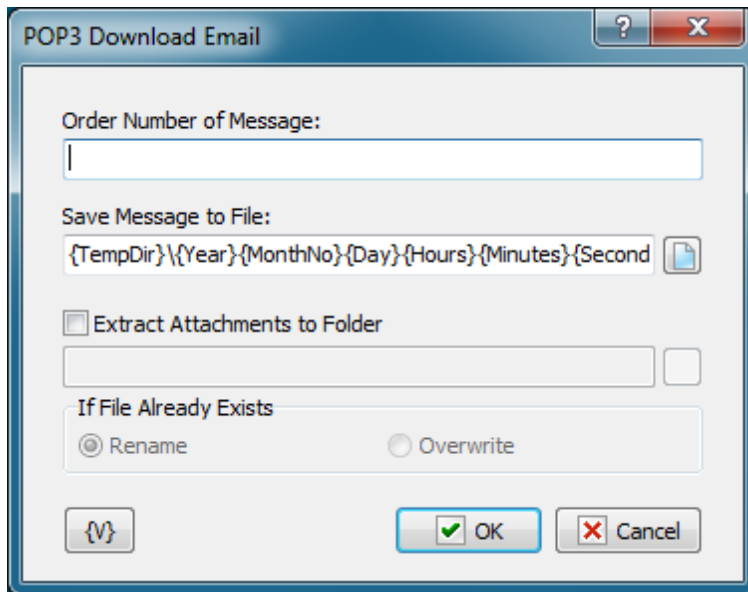 POP3 Download Email
?
Order Number of Message:
Save Message to File:
{TempDir}\{Year}{MonthNo}{Day}{Hours}{Minutes}{Second
Extract Attachments to Folder
If File Already Exists
Rename Overwrite
{V} OK Cancel